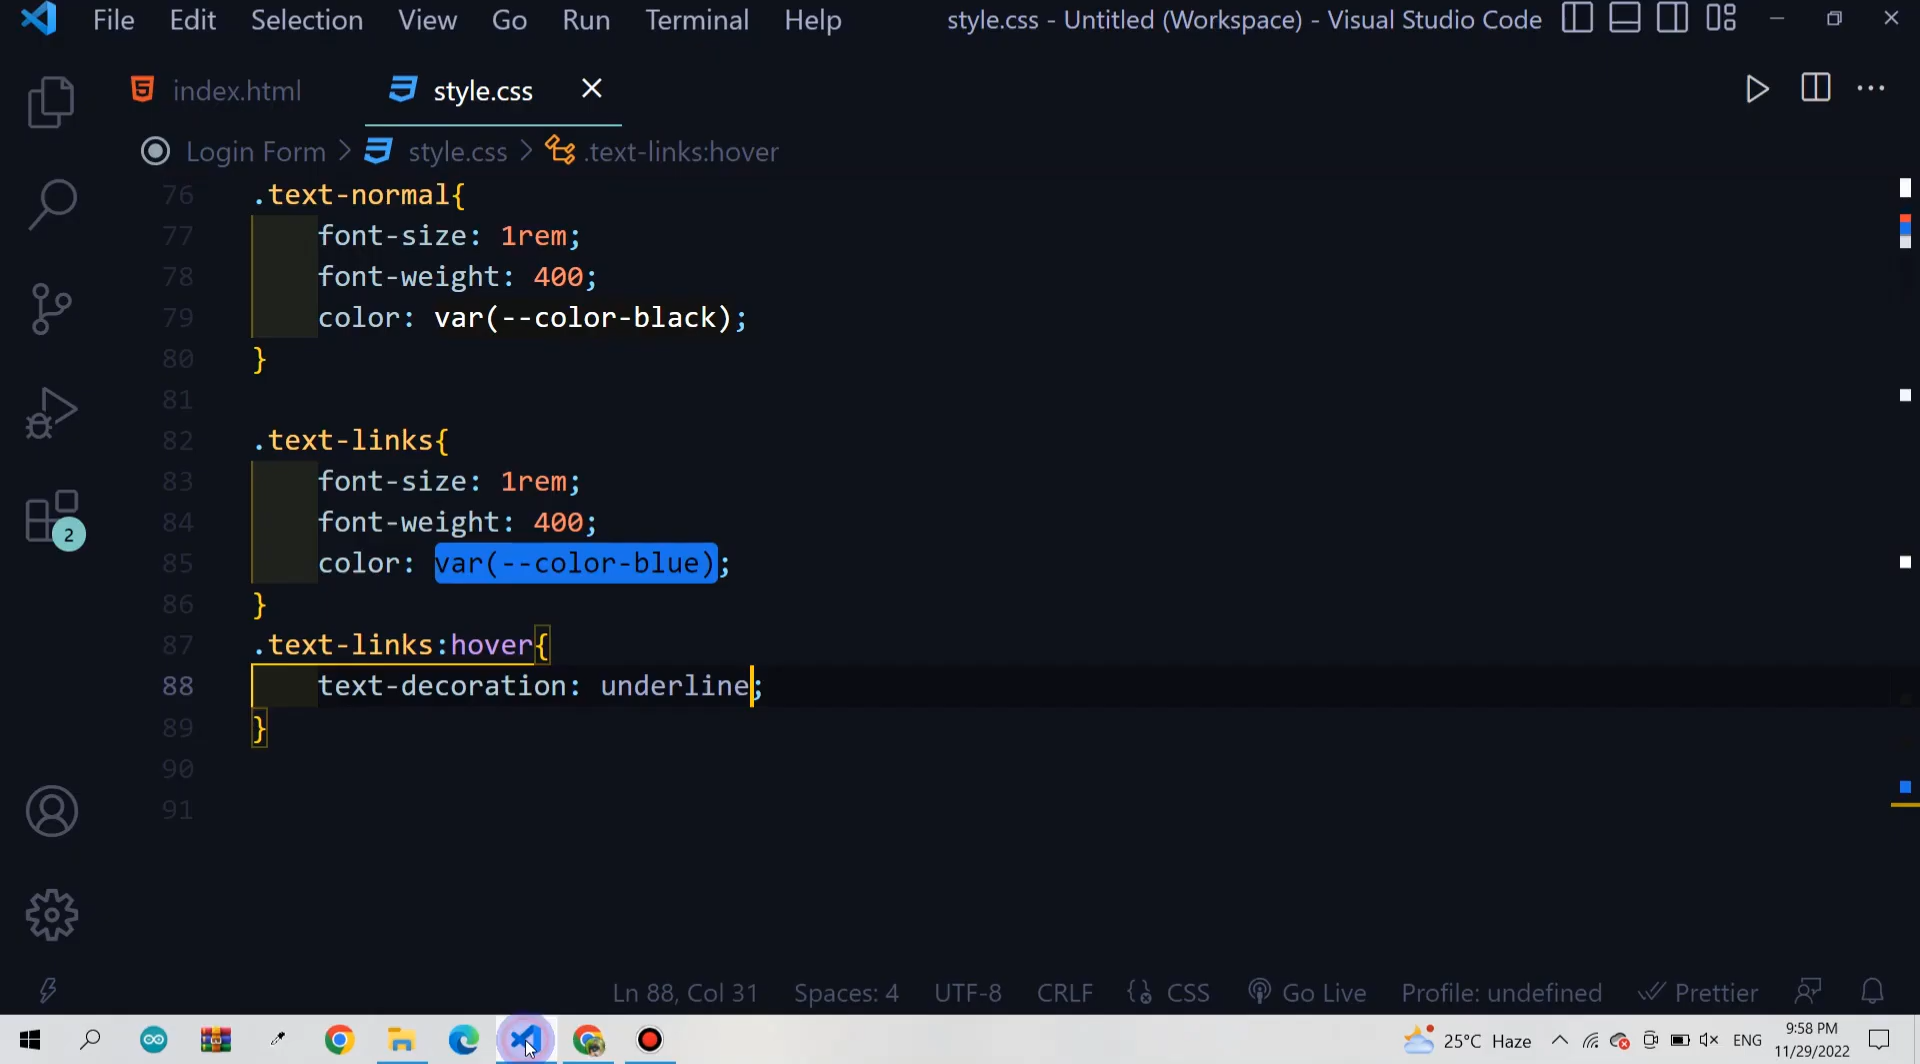 File Edit Selection View Go Run Terminal Help style.css - Untitled (Workspace) - Visual Studio Code
index.html style.css
Login Form > style.css > .text-links:hover
76 .text-normal{
77 font-size: 1rem;
78 font-weight: 400;
79 color: var(--color-black);
80 }
81
82 .text-links{
83 font-size: 1rem;
84 font-weight: 400;
85 color: var(--color-blue);
86 }
87 .text-links:hover{
88 text-decoration: underline;
89 }
90
91
2
Ln 88, Col 31 Spaces: 4 UTF-8 CRLF CSS Go Live Profile: undefined Prettier
25°C Haze ENG 9:58 PM
11/29/2022